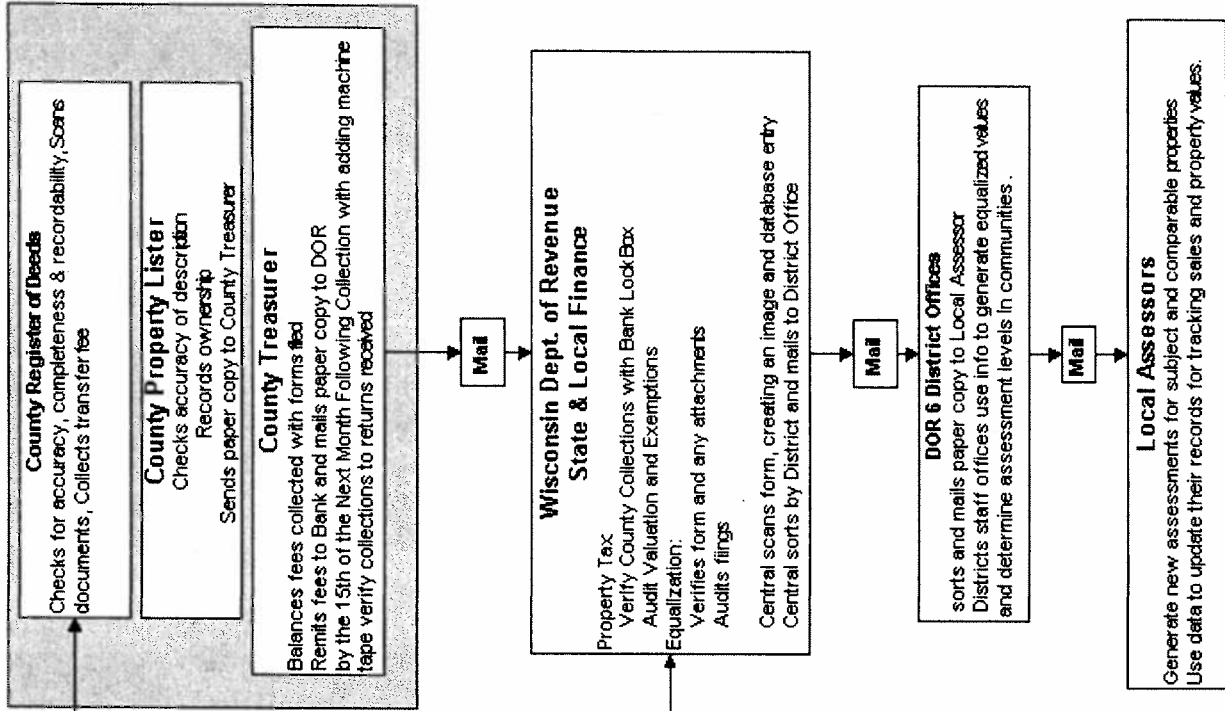 County Register of Deeds
Checks for accuracy, completeness & recordability, Scans
documents, Collects transfer fee
County Property Lister
Checks accuracy of description
Records ownership
Sends paper copy to County Treasurer
County Treasurer
Balances fees collected with forms filed
Remits fees to Bank and mails paper copy to DOR
by the 15th of the Next Month Following Collection with adding machine
tape verify collections to returns received
Mail
Wisconsin Dept. of Revenue
State & Local Finance
Property Tax
Verify County Collections with Bank LockBox
Audit Valuation and Exemptions
Equalization:
Verifies form and any attachments
Audits filings
Central scans form, creating an image and database entry
Central sorts by District and mails to District Office
Mail
DOR 6 District Offices
sorts and mails paper copy to Local Assessor
Districts staff offices use info to generate equalized values
and determine assessment levels In communities .
Mail
Local Assessors
Generate new assessments for subject and comparable properties
Use data to update their records for tracking sales and property values.